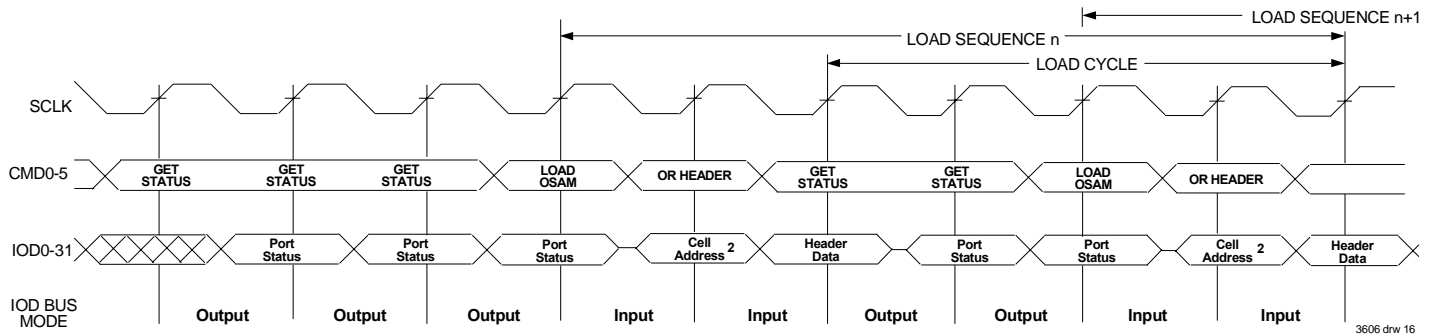 LOAD SEQUENCE n+1
LOAD SEQUENCE n
LOAD CYCLE
SCLK
CMD0-5
GET STATUS
GET STATUS
GET STATUS
LOAD OSAM
OR HEADER
GET STATUS
GET STATUS
LOAD OSAM
OR HEADER
IOD0-31
Port Status
Port Status
Port Status
Cell Address 2
Header Data
Port Status
Port Status
Cell Address 2
Header Data
IOD BUS MODE
Output
Output
Output
Input
Input
Output
Output
Input
Input
3606 drw 16